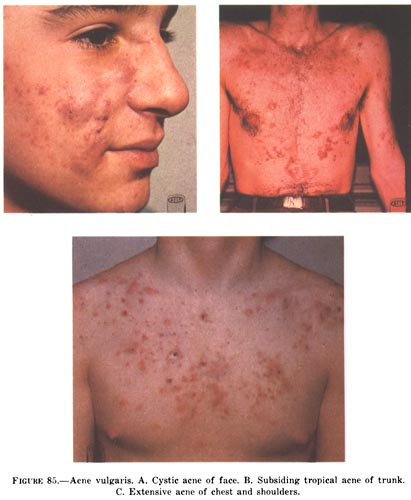 FIGURE 85.—Acne vulgaris. A. Cystic acne of face. B. Subsiding tropical acne of trunk.
C. Extensive acne of chest and shoulders.